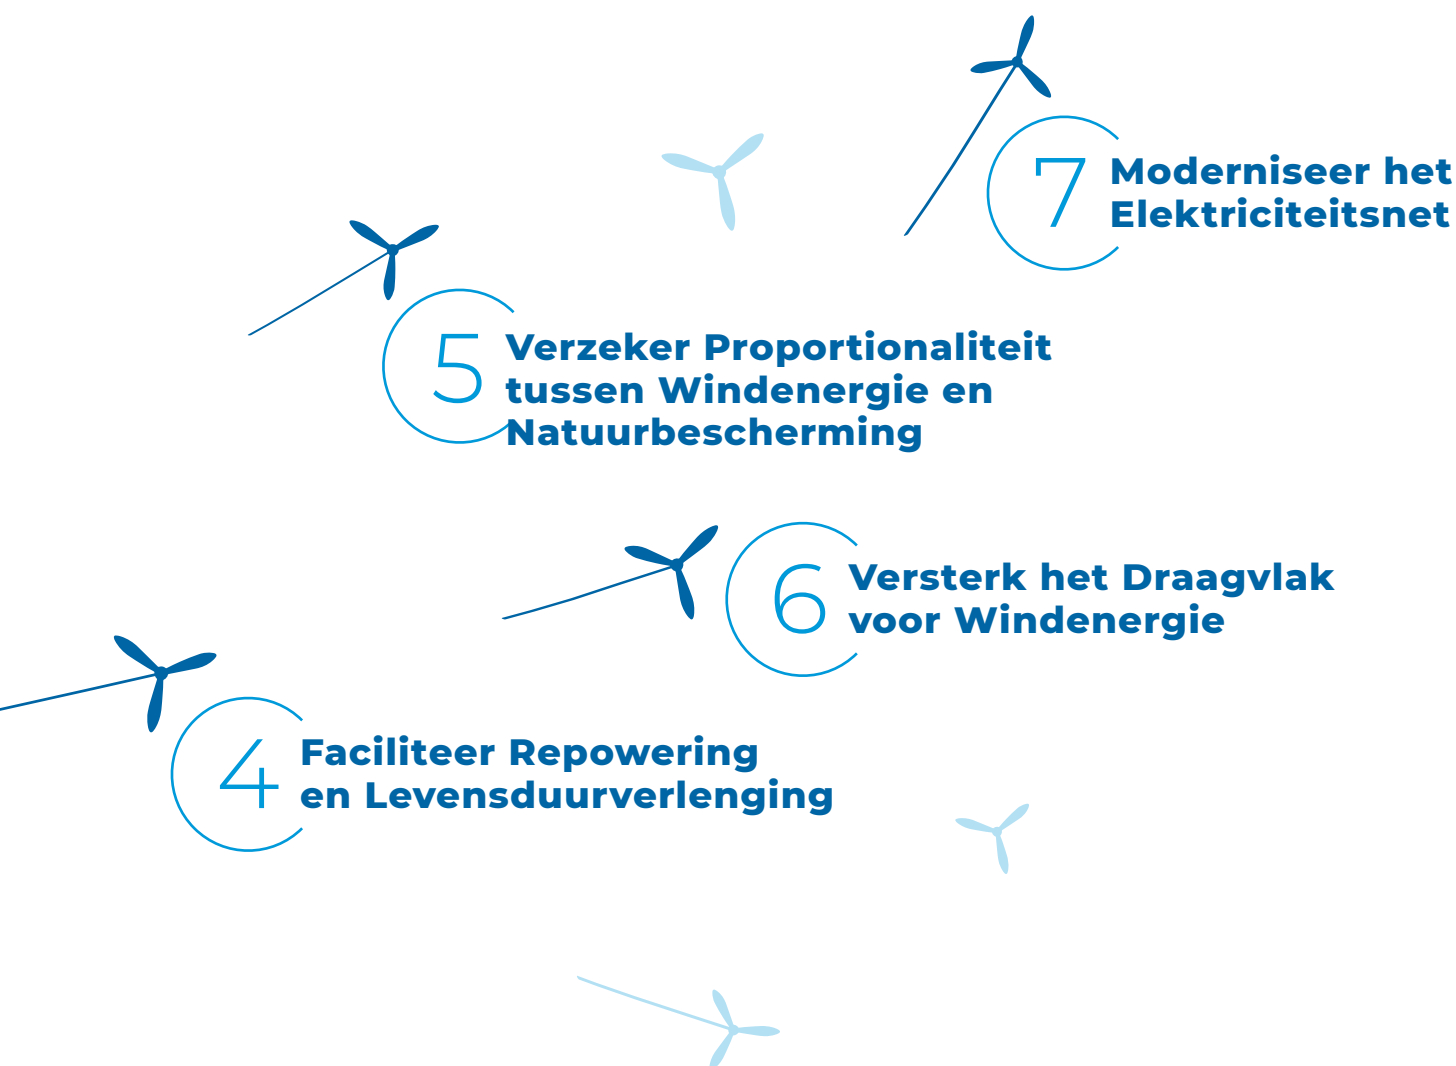 7
Moderniseer het
Elektriciteitsnet
5
Verzeker Proportionaliteit
tussen Windenergie en
Natuurbescherming
6
Versterk het Draagvlak
voor Windenergie
4
Faciliteer Repowering
en Levensduurverlenging